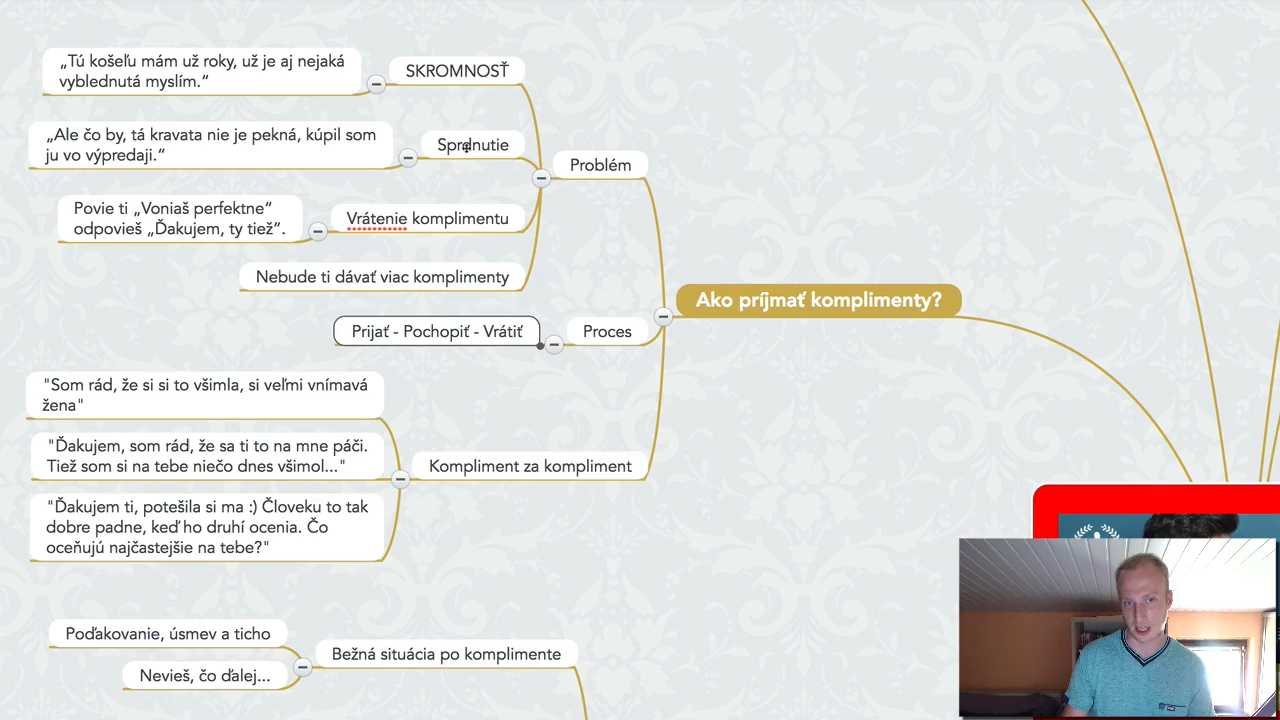 „Tú košeľu mám už roky, už je aj nejaká
vyblednutá myslím.“
SKROMNOSŤ
„Ale čo by, tá kravata nie je pekná, kúpil som
ju vo výpredaji.“
Sprdnutie
Problém
Povie ti „Voniaš perfektne“
odpovieš „Ďakujem, ty tiež“.
Vrátenie komplimentu
Nebude ti dávať viac komplimenty
Ako príjmať komplimenty?
Prijať - Pochopiť - Vrátiť
Proces
"Som rád, že si si to všimla, si veľmi vnímavá
žena"
"Ďakujem, som rád, že sa ti to na mne páči.
Tiež som si na tebe niečo dnes všimol..."
Kompliment za kompliment
"Ďakujem ti, potešila si ma :) Človeku to tak
dobre padne, keď ho druhí ocenia. Čo
oceňujú najčastejšie na tebe?"
Poďakovanie, úsmev a ticho
Bežná situácia po komplimente
Nevieš, čo ďalej...